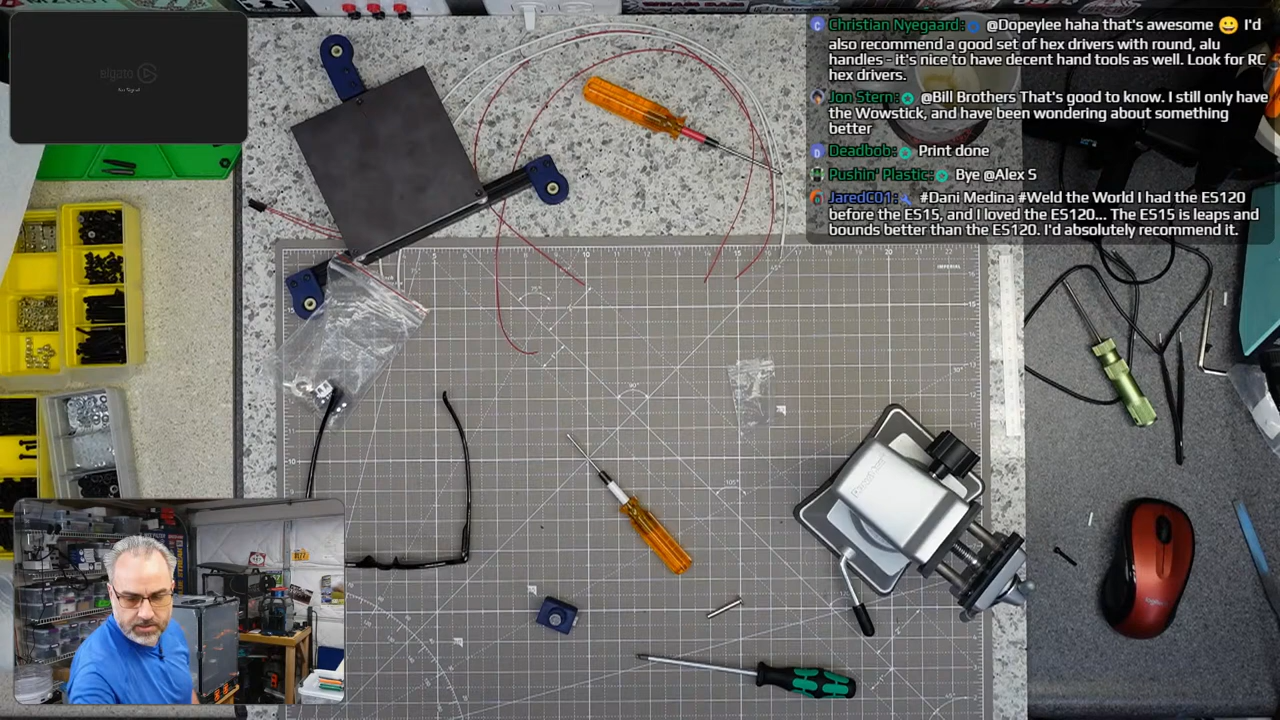 elgato
Christian Nyegaard: @Dopeylee haha that's awesome 😀 I'd
also recommend a good set of hex drivers with round, alu
handles - it's nice to have decent hand tools as well. Look for RC
hex drivers.
Jon Stern: @Bill Brothers That's good to know. I still only have
the Wowstick, and have been wondering about something
better
Deadbob: Print done
Pushin' Plastic: Bye @Alex S
JaredC01: #Dani Medina #Weld the World I had the ES120
before the ES15, and I loved the ES120... The ES15 is leaps and
bounds better than the ES120. I'd absolutely recommend it.
IMPERIAL